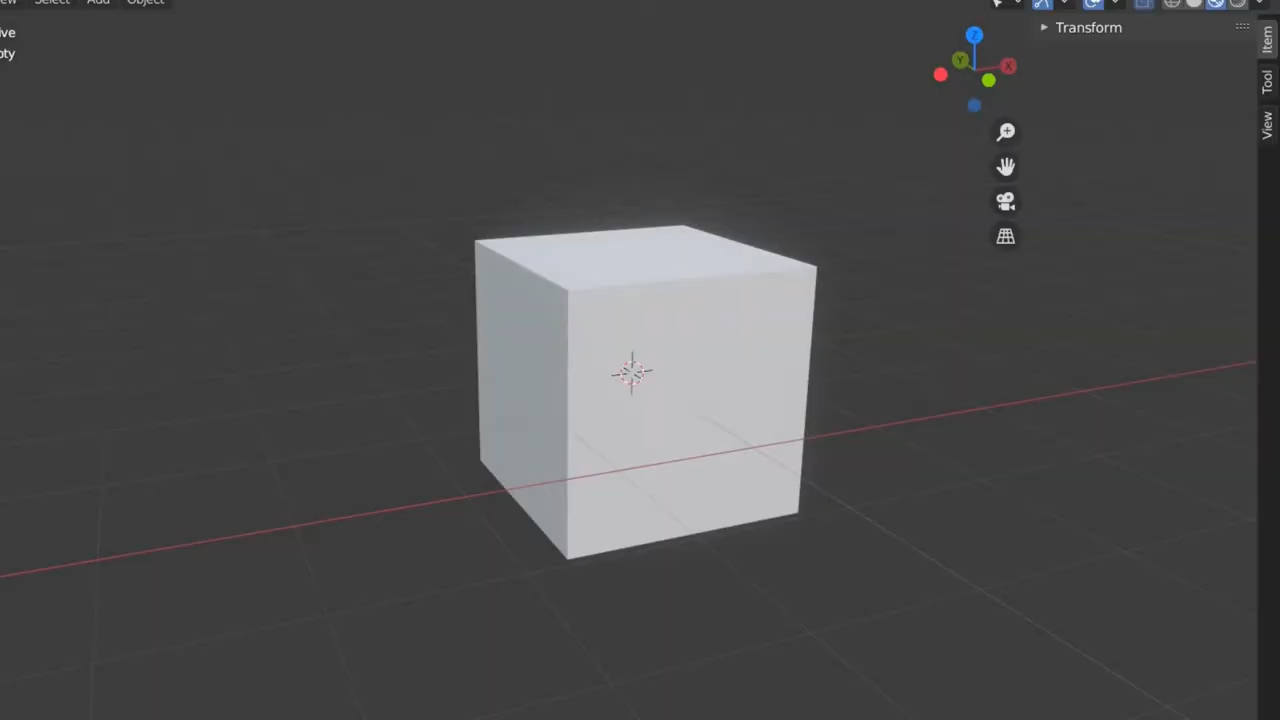 Select Add Object
Transform
ive
pty
Z
Y
X
Item
Tool
View